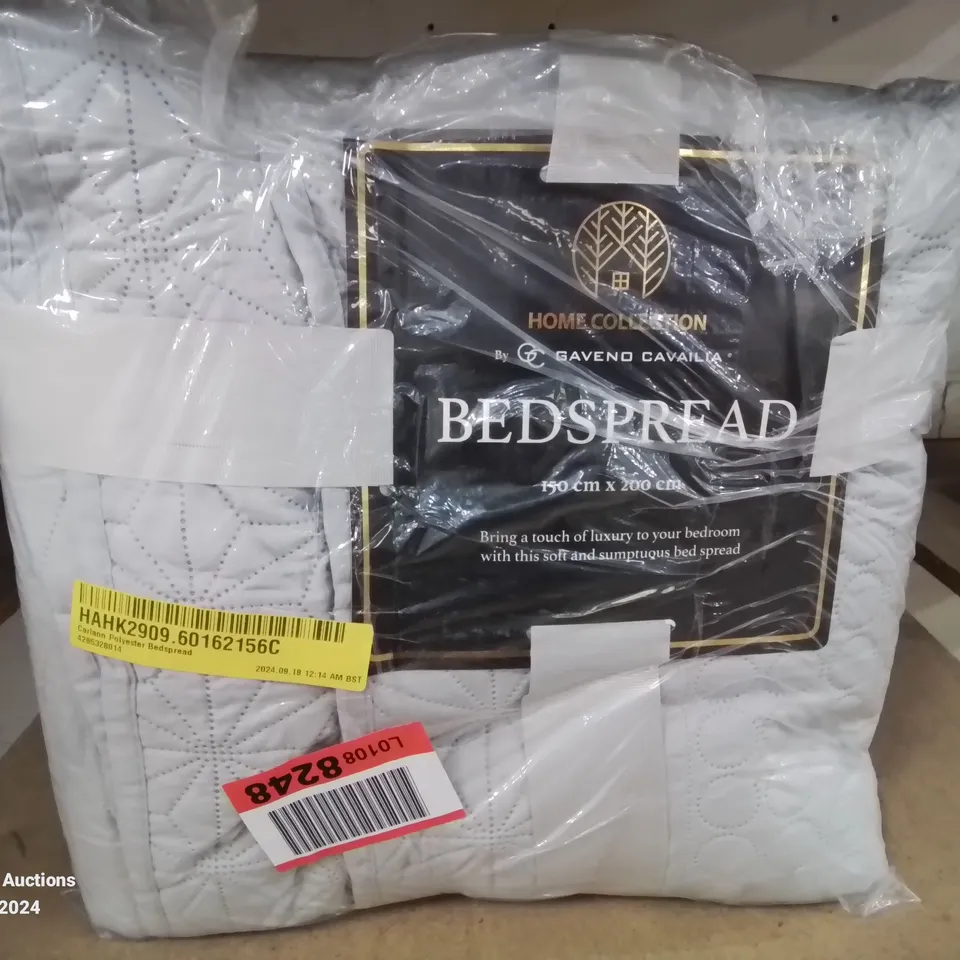 HOME COLLECTION
By GC GAVENO CAVAILIA
BEDSPREAD
150 cm x 200 cm
Bring a touch of luxury to your bedroom
with this soft and sumptuous bed spread
HAHK2909.60162156C
Carlann Polyester Bedspread
4285328014
2024.09.18 12:14 AM BST
L0108 8248
Auctions
2024